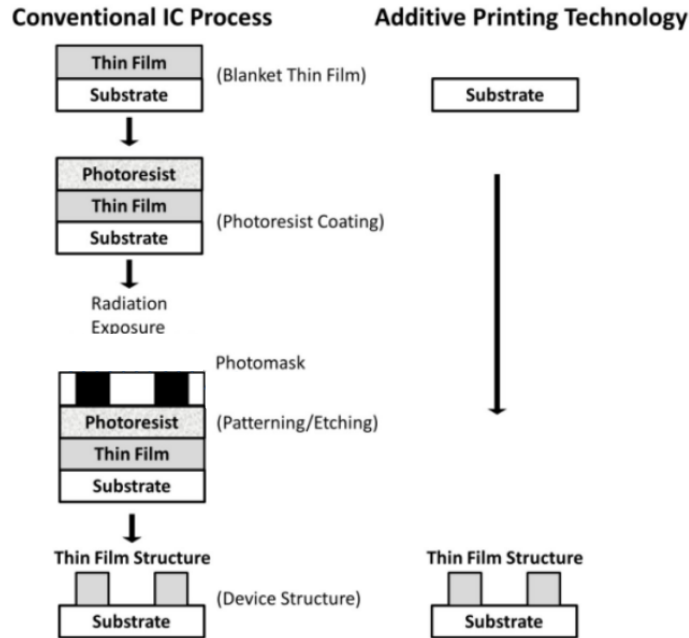 Conventional IC Process
Thin Film
Substrate
(Blanket Thin Film)
Photoresist
Thin Film
Substrate
(Photoresist Coating)
Radiation
Exposure
Photomask
Photoresist
Thin Film
Substrate
(Patterning/Etching)
Thin Film Structure
Substrate
(Device Structure)
Additive Printing Technology
Substrate
Thin Film Structure
Substrate